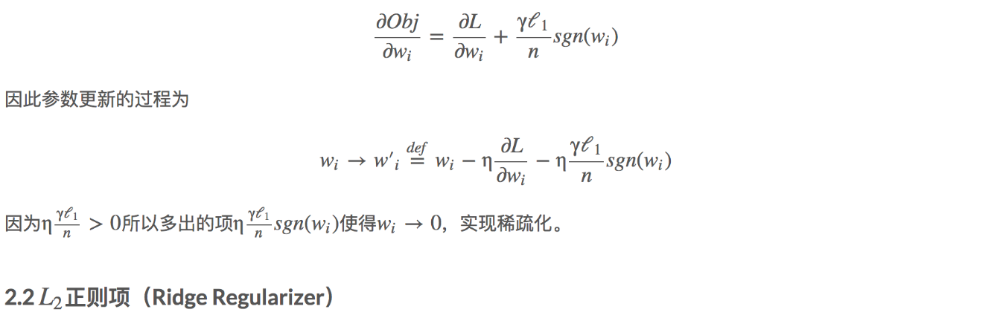 $$\frac{\partial Obj}{\partial w_i} = \frac{\partial L}{\partial w_i} + \frac{\gamma \ell_1}{n} sgn(w_i)$$
因此参数更新的过程为
$$w_i \to w'_i \overset{def}{=} w_i - \eta \frac{\partial L}{\partial w_i} - \eta \frac{\gamma \ell_1}{n} sgn(w_i)$$
因为$\eta \frac{\gamma \ell_1}{n} > 0$所以多出的项$\eta \frac{\gamma \ell_1}{n} sgn(w_i)$使得$w_i \to 0$，实现稀疏化。
2.2 $L_2$正则项（Ridge Regularizer）